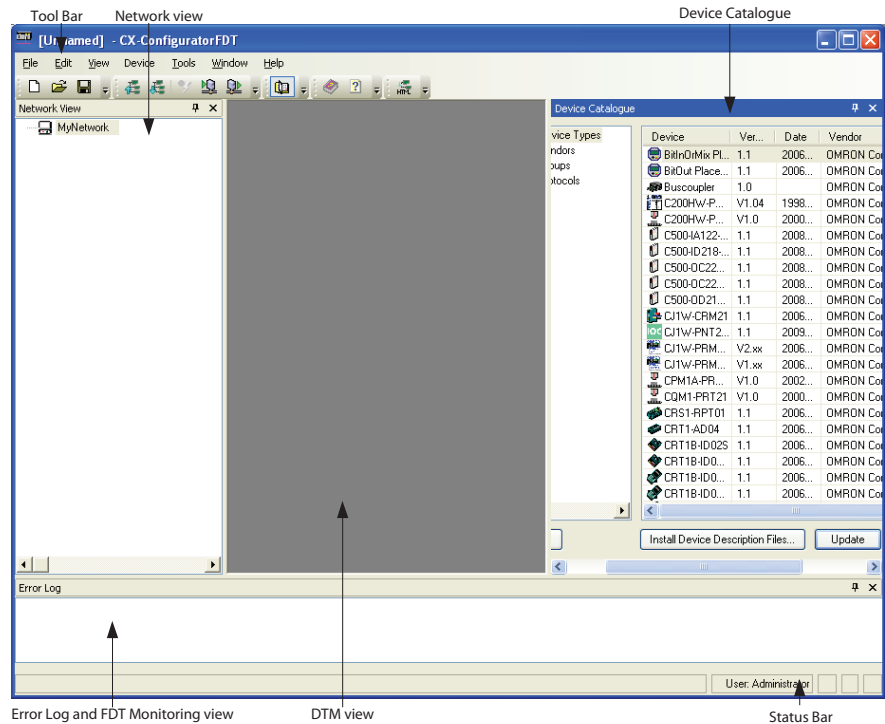 Tool Bar Network view Device Catalogue
[Unnamed] - CX-ConfiguratorFDT
File Edit View Device Tools Window Help
Network View
MyNetwork
Device Catalogue
vice Types
ndors
oups
otocols
Device Ver... Date Vendor
BitInOrMix Pl... 1.1 2006... OMRON Co
BitOut Place... 1.1 2006... OMRON Co
Buscoupler 1.0 OMRON Co
C200HW-P... V1.04 1998... OMRON Co
C200HW-P... V1.0 2000... OMRON Co
C500-IA122-... 1.1 2008... OMRON Co
C500-ID218-... 1.1 2008... OMRON Co
C500-OC22... 1.1 2008... OMRON Co
C500-OC22... 1.1 2008... OMRON Co
C500-OD21... 1.1 2008... OMRON Co
CJ1W-CRM21 1.1 2006... OMRON Co
CJ1W-PNT2... 1.1 2009... OMRON Co
CJ1W-PRM... V2.xx 2006... OMRON Co
CJ1W-PRM... V1.xx 2006... OMRON Co
CPM1A-PR... V1.0 2002... OMRON Co
CQM1-PRT21 V1.0 2000... OMRON Co
CRS1-RPT01 1.1 2006... OMRON Co
CRT1-AD04 1.1 2006... OMRON Co
CRT1B-ID02S 1.1 2006... OMRON Co
CRT1B-ID0... 1.1 2006... OMRON Co
CRT1B-ID0... 1.1 2006... OMRON Co
CRT1B-ID0... 1.1 2006... OMRON Co
Install Device Description Files... Update
Error Log
User: Administrator
Error Log and FDT Monitoring view DTM view Status Bar